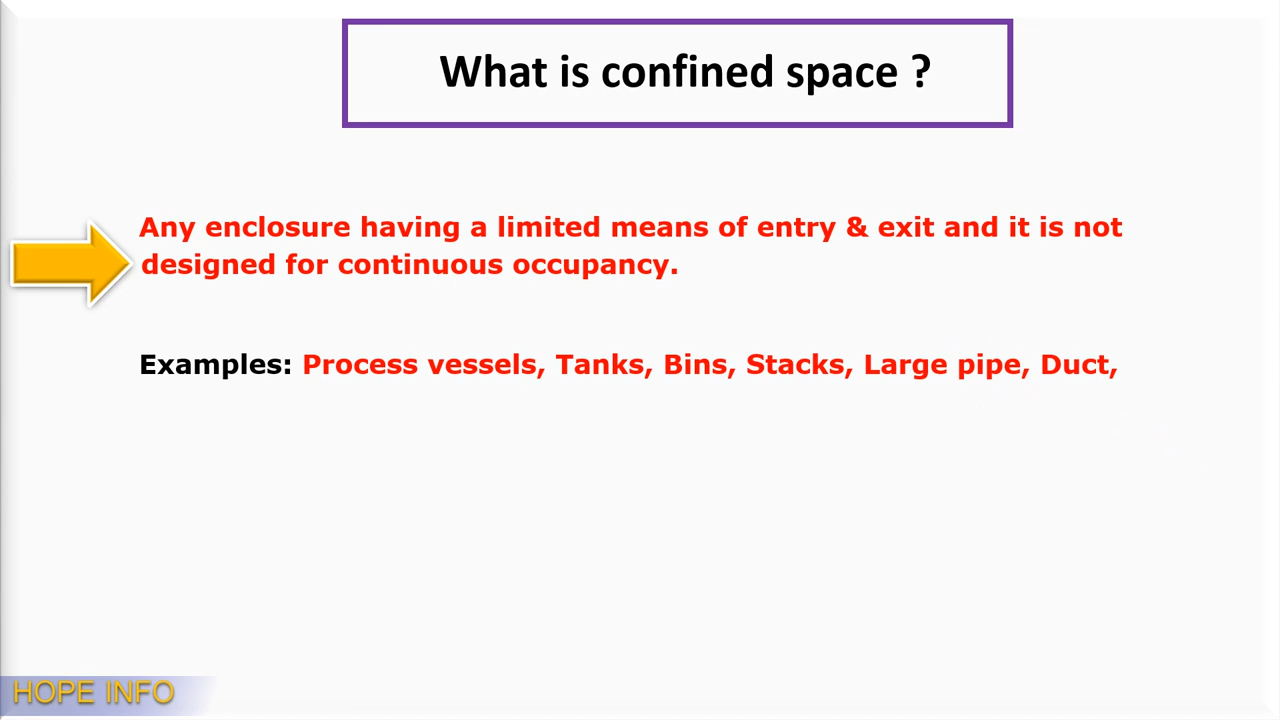 What is confined space ?
Any enclosure having a limited means of entry & exit and it is not
designed for continuous occupancy.
Examples: Process vessels, Tanks, Bins, Stacks, Large pipe, Duct,
HOPE INFO